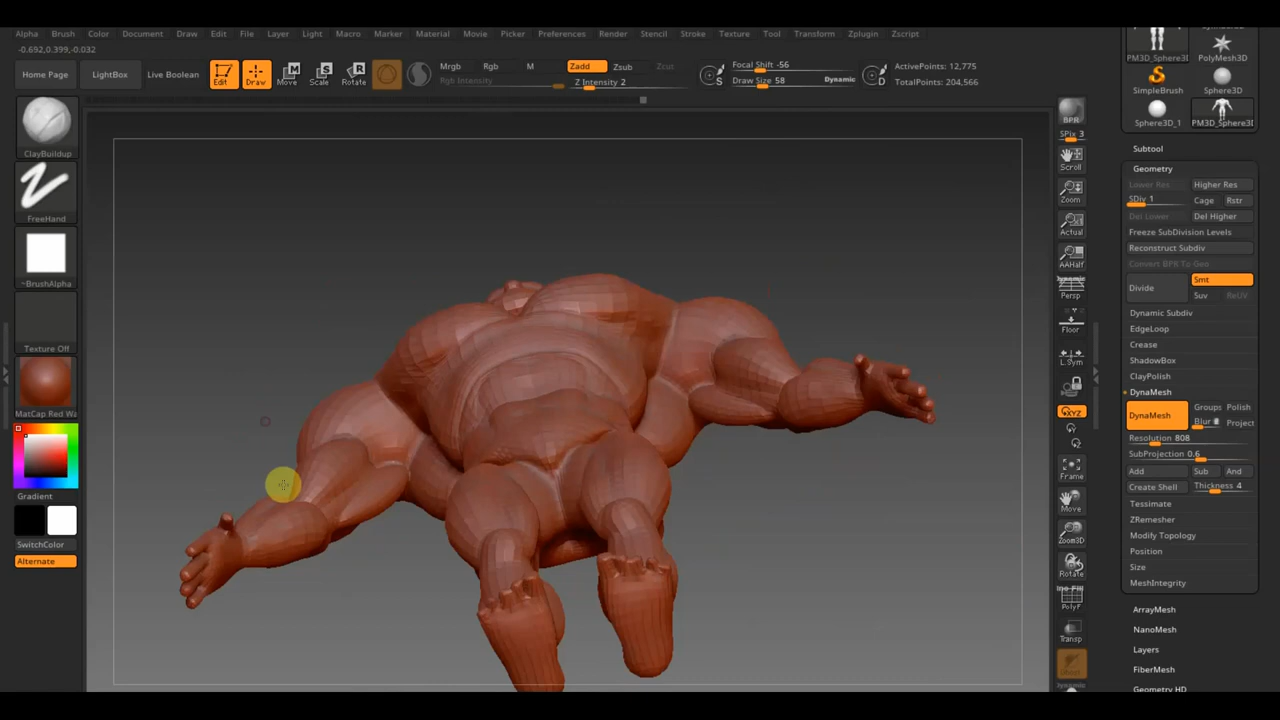 Alpha Brush Color Document Draw Edit File Layer Light Macro Marker Material Movie Picker Preferences Render Stencil Stroke Texture Tool Transform Zplugin Zscript
-0.692,0.399,-0.032
Home Page
LightBox
Live Boolean
Edit
Draw
Move
Scale
Rotate
Mrgb Rgb M
Rgb Intensity
Zadd Zsub Zcut
Z Intensity 2
Focal Shift -56
Draw Size 58 Dynamic
ActivePoints: 12,775
TotalPoints: 204,566
ClayBuildup
FreeHand
~BrushAlpha
Texture Off
MatCap Red Wa
Gradient
SwitchColor
Alternate
BPR
SPix 3
Scroll
Zoom
Actual
AAHalf
Dynamic
Persp
Floor
L.Sym
XYZ
Frame
Move
Zoom3D
Rotate
PolyF
Transp
PM3D_Sphere3D
PolyMesh3D
SimpleBrush
Sphere3D
Sphere3D_1
PM3D_Sphere3D
Subtool
Geometry
Lower Res Higher Res
SDiv 1 Cage Rstr
Del Lower Del Higher
Freeze SubDivision Levels
Reconstruct Subdiv
Convert BPR To Geo
Divide
Smt
Suv ReUV
Dynamic Subdiv
EdgeLoop
Crease
ShadowBox
ClayPolish
DynaMesh
DynaMesh
Groups Polish
Blur Project
Resolution 808
SubProjection 0.6
Add Sub And
Create Shell Thickness 4
Tessimate
ZRemesher
Modify Topology
Position
Size
MeshIntegrity
ArrayMesh
NanoMesh
Layers
FiberMesh
Geometry HD